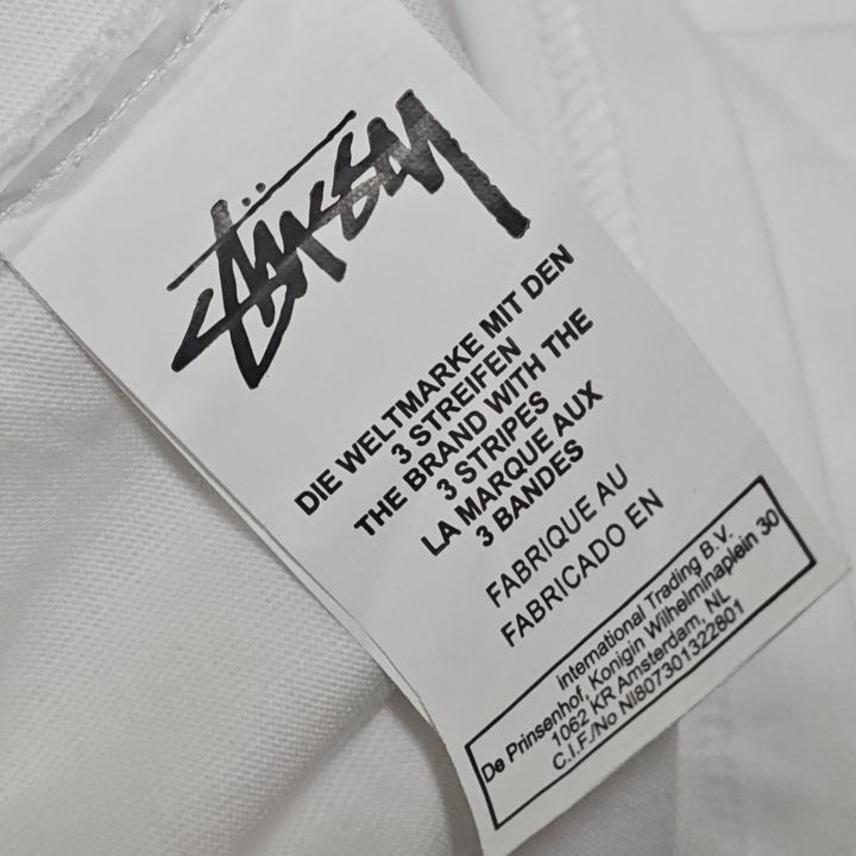 STÜSSY
DIE WELTMARKE MIT DEN
3 STREIFEN
THE BRAND WITH THE
3 STRIPES
LA MARQUE AUX
3 BANDES
FABRIQUE AU
FABRICADO EN
international Trading B.V.
De Prinsenhof, Konigin Wilhelminaplein 30
1062 KR Amsterdam, NL
C.I.F./No NI807301322801